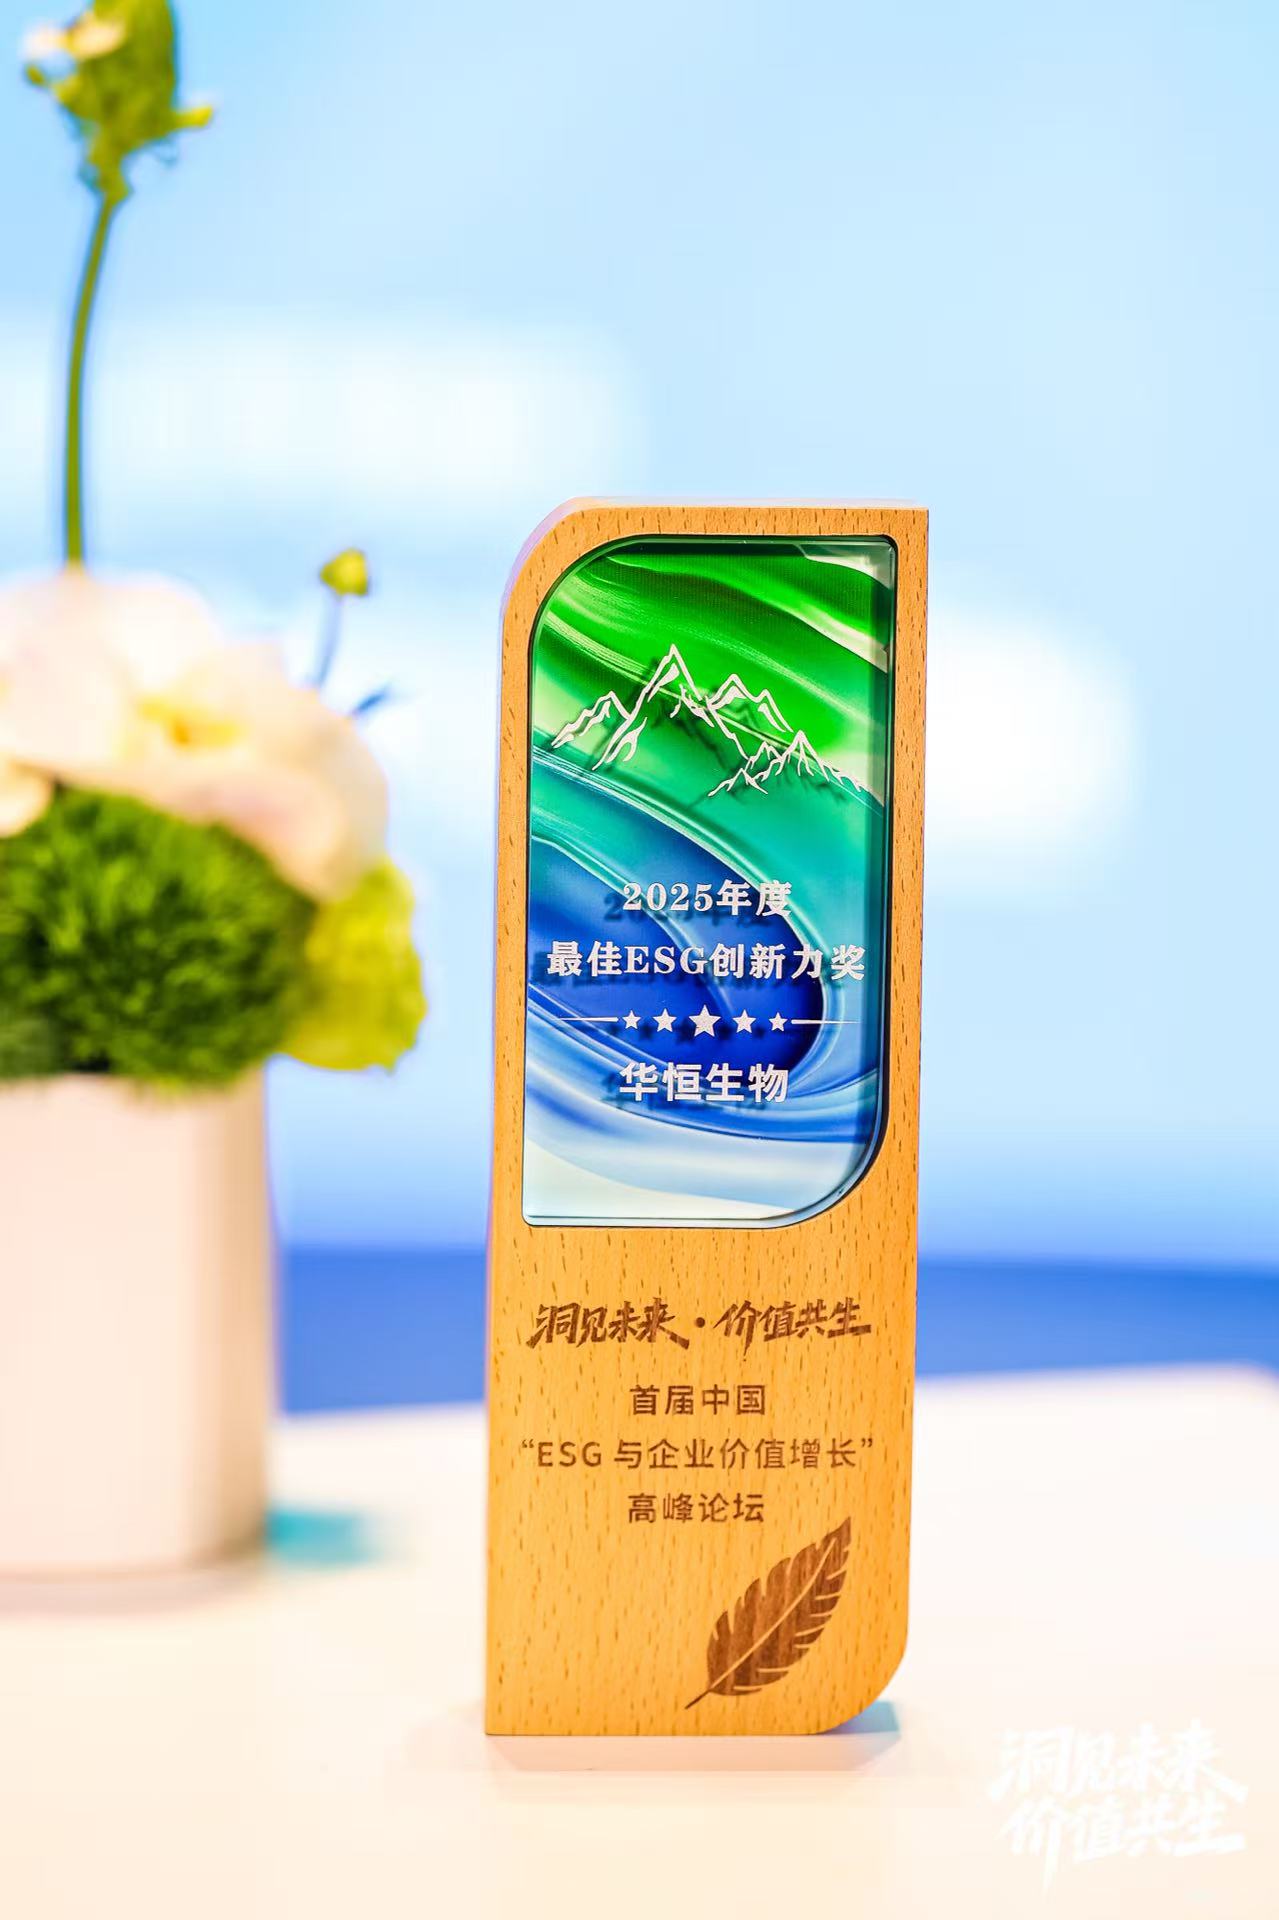 2025年度
最佳ESG创新力奖
华恒生物
洞见未来·价值共生
首届中国
“ESG与企业价值增长”
高峰论坛
洞见未来
价值共生